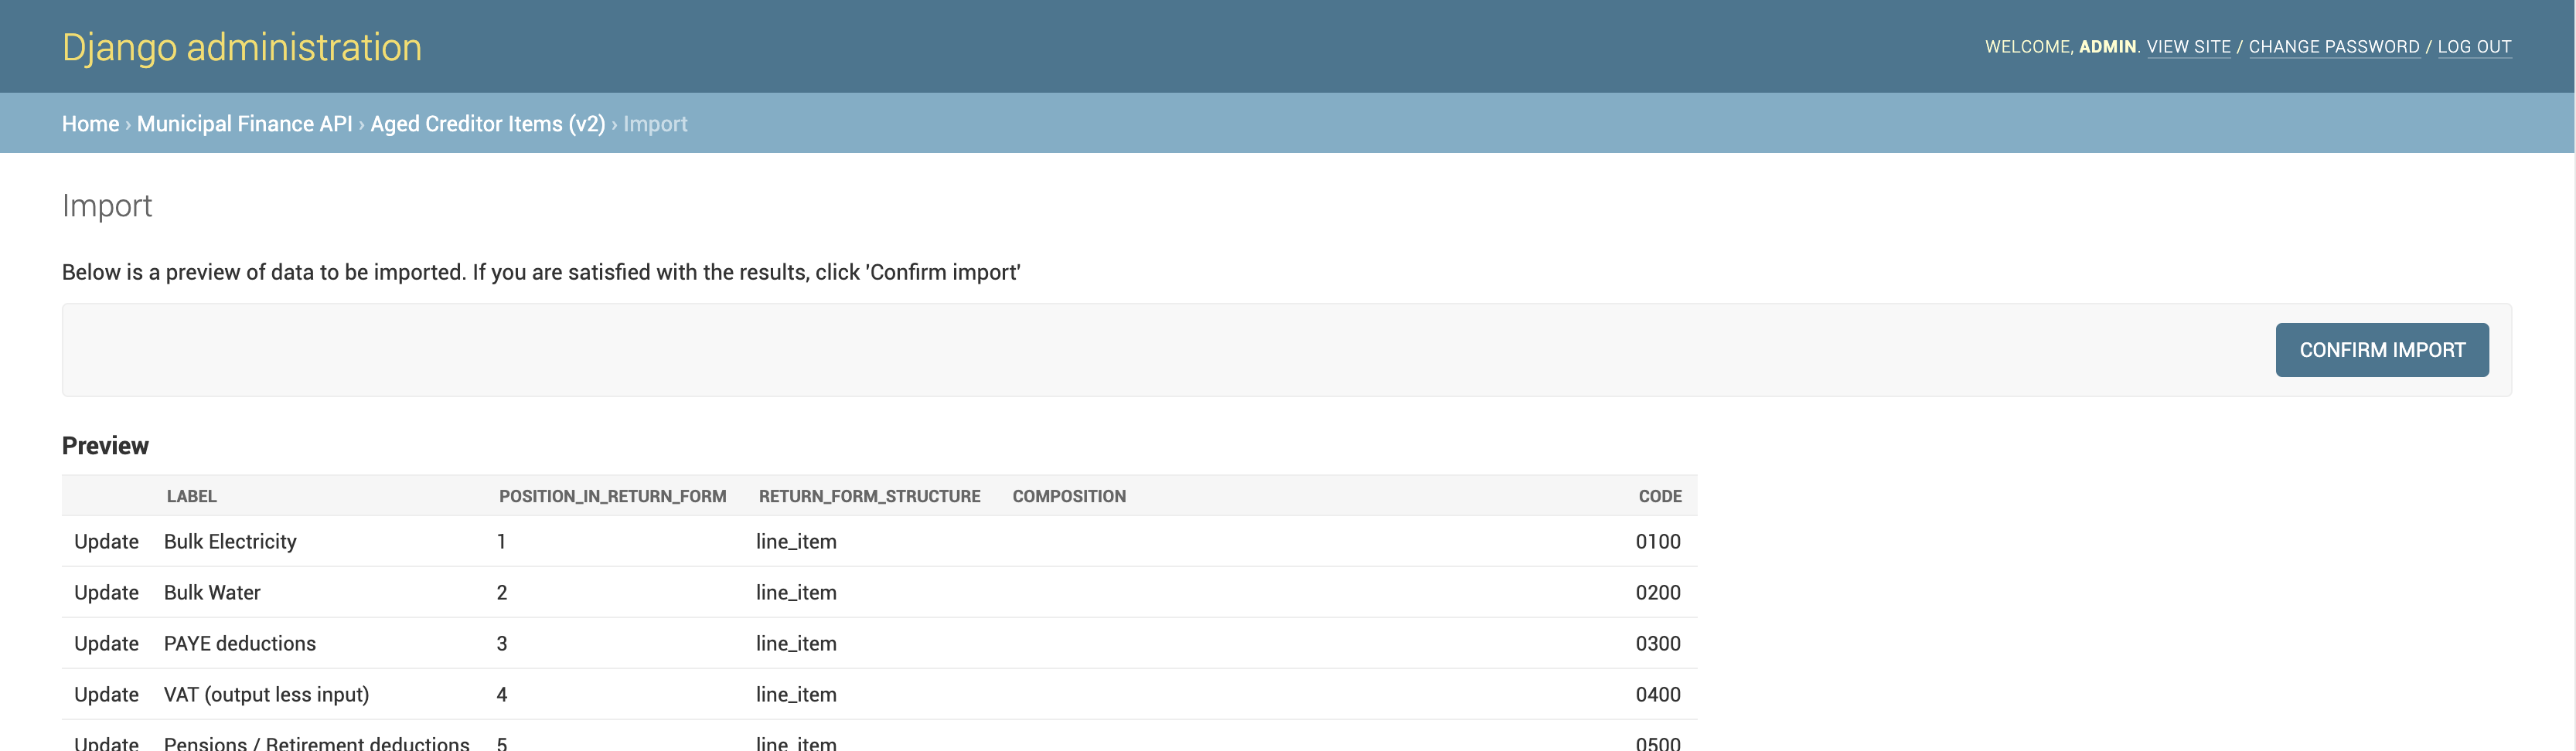 Django administration
WELCOME, ADMIN. VIEW SITE / CHANGE PASSWORD / LOG OUT
Home › Municipal Finance API › Aged Creditor Items (v2) › Import
Import
Below is a preview of data to be imported. If you are satisfied with the results, click 'Confirm import'
CONFIRM IMPORT
Preview
LABEL POSITION_IN_RETURN_FORM RETURN_FORM_STRUCTURE COMPOSITION CODE
Update Bulk Electricity 1 line_item 0100
Update Bulk Water 2 line_item 0200
Update PAYE deductions 3 line_item 0300
Update VAT (output less input) 4 line_item 0400
Update Pensions / Retirement deductions 5 line_item 0500